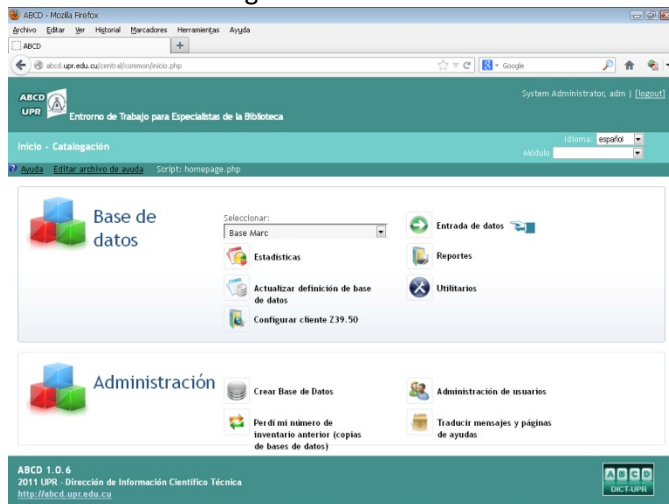 ABCD - Mozilla Firefox
Archivo Editar Ver Historial Marcadores Herramientas Ayuda
ABCD
abcd.upr.edu.cu/central/common/inicio.php
Google
ABCD
UPR
Entorno de Trabajo para Especialistas de la Biblioteca
System Administrator, adm | [logout]
Inicio - Catalogación
Idioma: español
Módulo
Ayuda Editar archivo de ayuda Script: homepage.php
Base de
datos
Seleccionar:
Base Marc
Estadísticas
Actualizar definición de base
de datos
Configurar cliente Z39.50
Entrada de datos
Reportes
Utilitarios
Administración
Crear Base de Datos
Perdí mi número de
inventario anterior (copias
de bases de datos)
Administración de usuarios
Traducir mensajes y páginas
de ayudas
ABCD 1.0.6
2011 UPR - Dirección de Información Científico Técnica
http://abcd.upr.edu.cu
ABCD
DICT-UPR